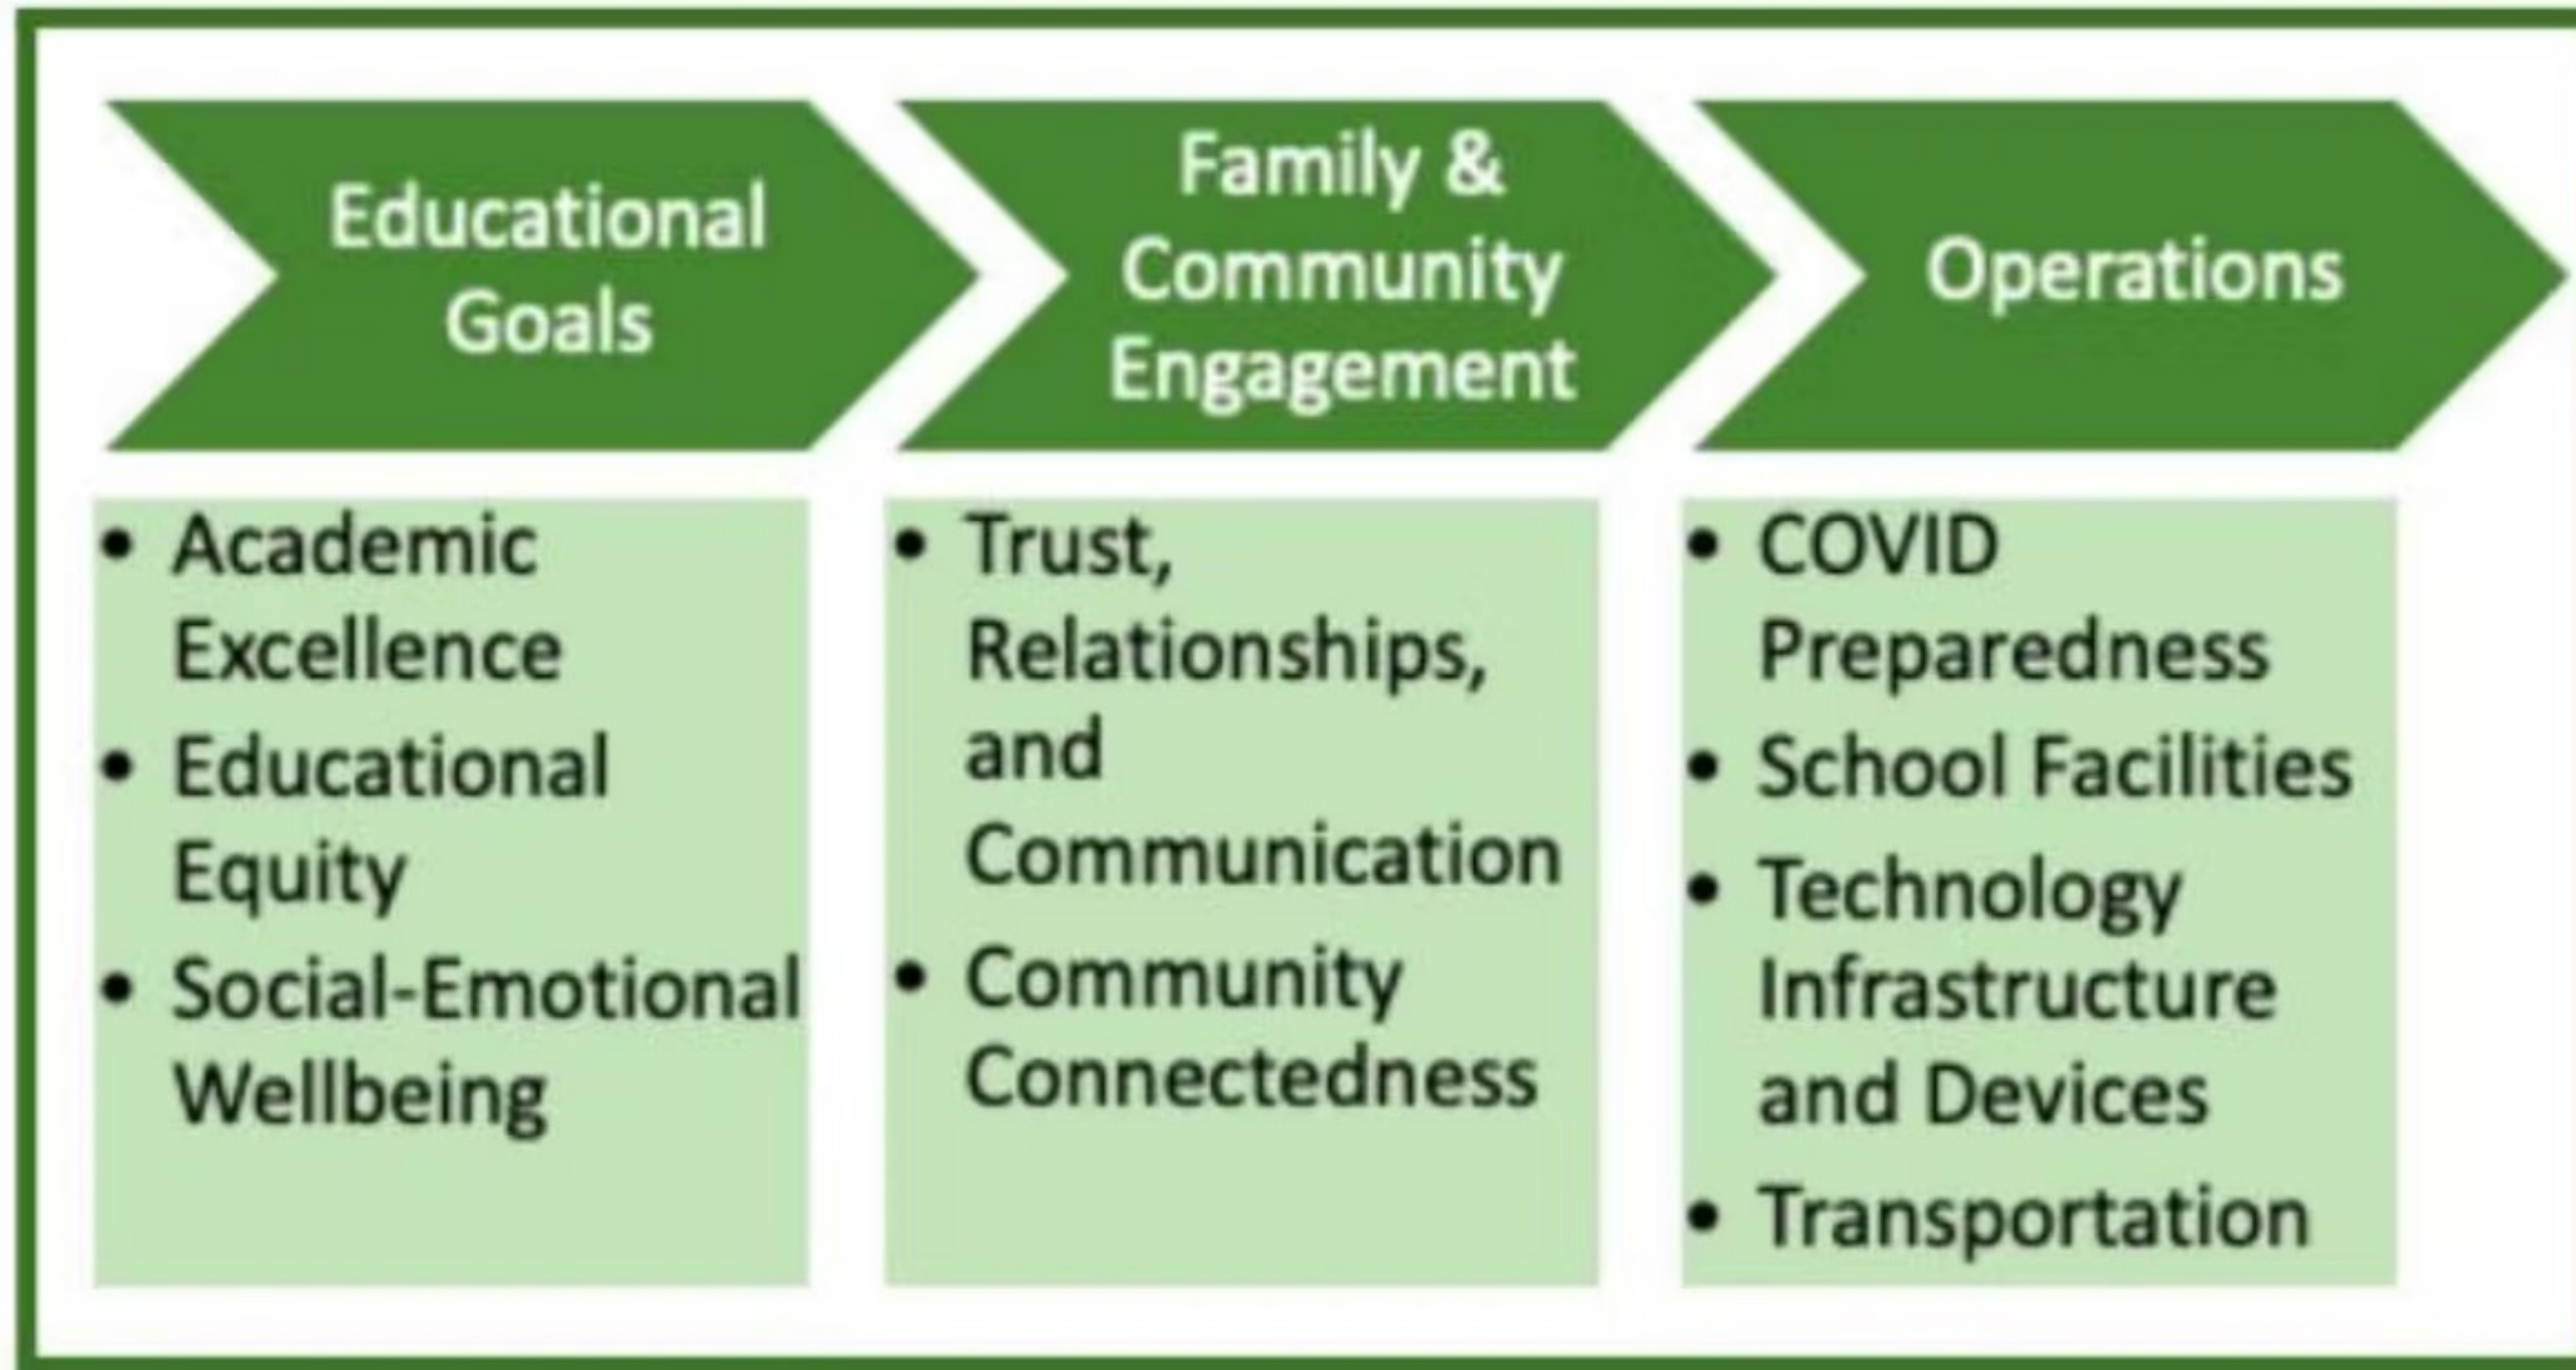 Educational
Goals
Family &
Community
Engagement
Operations
• Academic
Excellence
• Educational
Equity
• Social-Emotional
Wellbeing
• Trust,
Relationships,
and
Communication
• Community
Connectedness
• COVID
Preparedness
• School Facilities
• Technology
Infrastructure
and Devices
• Transportation